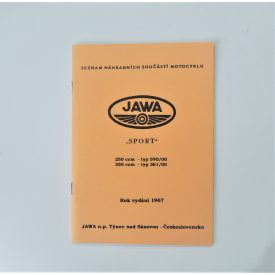 SEZNAM NÁHRADNÍCH SOUČÁSTÍ MOTOCYKLU
JAWA
„SPORT“
250 ccm - typ 590/00
350 ccm - typ 361/00
Rok vydání 1967
JAWA n.p. Týnec nad Sázavou - Československo